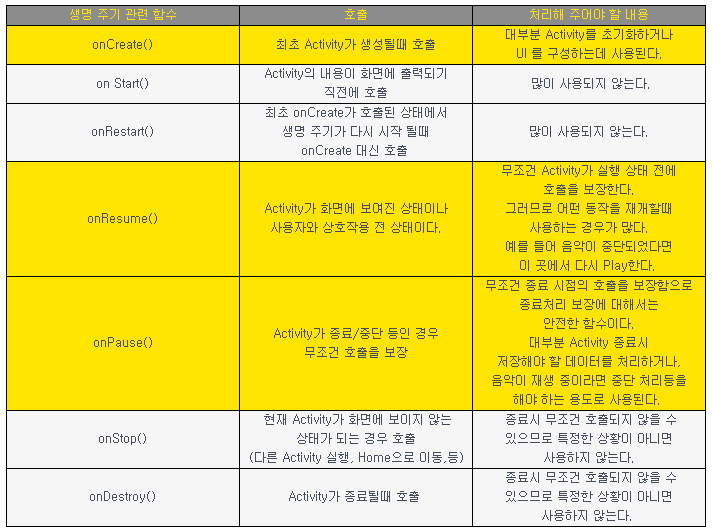 생명 주기 관련 함수
호출
처리해 주어야 할 내용
onCreate()
최초 Activity가 생성될때 호출
대부분 Activity를 초기화하거나
UI 를 구성하는데 사용된다.
on Start()
Activity의 내용이 화면에 출력되기
직전에 호출
많이 사용되지 않는다.
onRestart()
최초 onCreate가 호출된 상태에서
생명 주기가 다시 시작 될때
onCreate 대신 호출
많이 사용되지 않는다.
onResume()
Activity가 화면에 보여진 상태이나
사용자와 상호작용 전 상태이다.
무조건 Activity가 실행 상태 전에
호출을 보장한다.
그러므로 어떤 동작을 재개할때
사용하는 경우가 많다.
예를 들어 음악이 중단되었다면
이 곳에서 다시 Play한다.
onPause()
Activity가 종료/중단 등인 경우
무조건 호출을 보장
무조건 종료 시점의 호출을 보장함으로
종료처리 보장에 대해서는
안전한 함수이다.
대부분 Activity 종료시
저장해야 할 데이터를 처리하거나,
음악이 재생 중이라면 중단 처리등을
해야 하는 용도로 사용된다.
onStop()
현재 Activity가 화면에 보이지 않는
상태가 되는 경우 호출
(다른 Activity 실행, Home으로 이동,등)
종료시 무조건 호출되지 않을 수
있으므로 특정한 상황이 아니면
사용하지 않는다.
onDestroy()
Activity가 종료될때 호출
종료시 무조건 호출되지 않을 수
있으므로 특정한 상황이 아니면
사용하지 않는다.